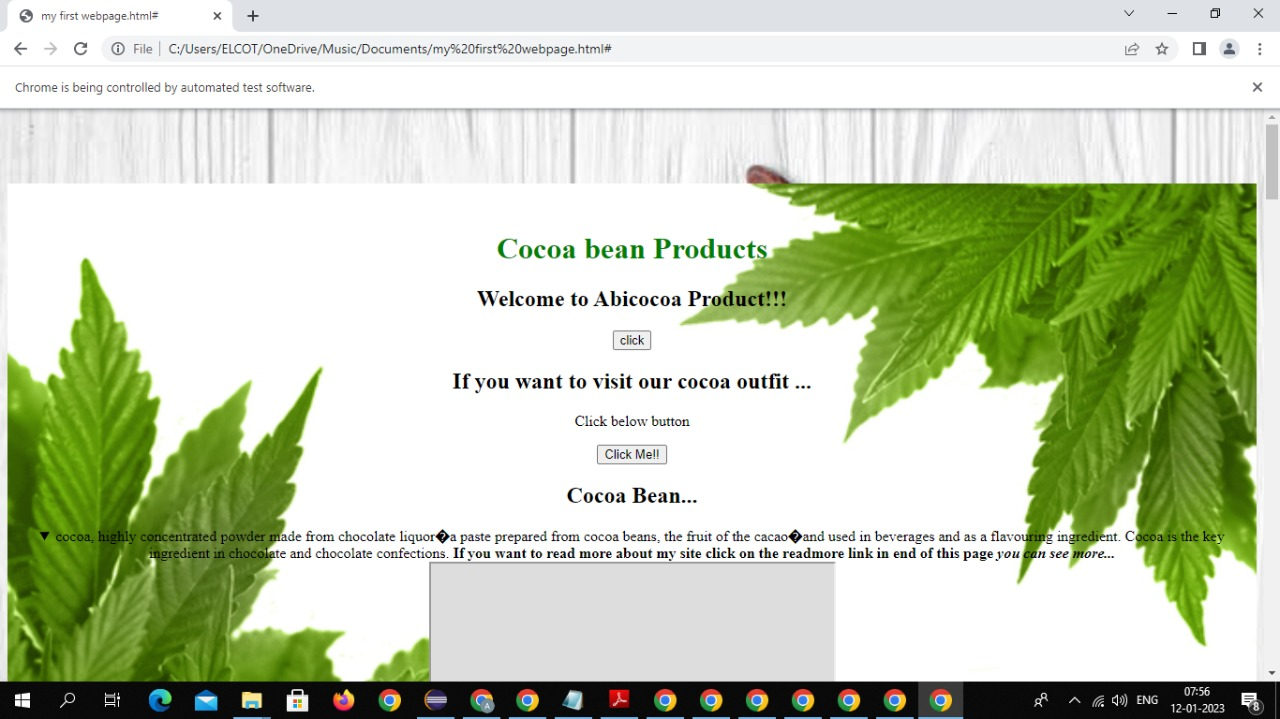 my first webpage.html#
File
C:/Users/ELCOT/OneDrive/Music/Documents/my%20first%20webpage.html#
Chrome is being controlled by automated test software.
Cocoa bean Products
Welcome to Abicocoa Product!!!
click
If you want to visit our cocoa outfit ...
Click below button
Click Me!!
Cocoa Bean...
▼ cocoa, highly concentrated powder made from chocolate liquor�a paste prepared from cocoa beans, the fruit of the cacao�and used in beverages and as a flavouring ingredient. Cocoa is the key
ingredient in chocolate and chocolate confections. If you want to read more about my site click on the readmore link in end of this page you can see more...
A
ENG
07:56
12-01-2023
8